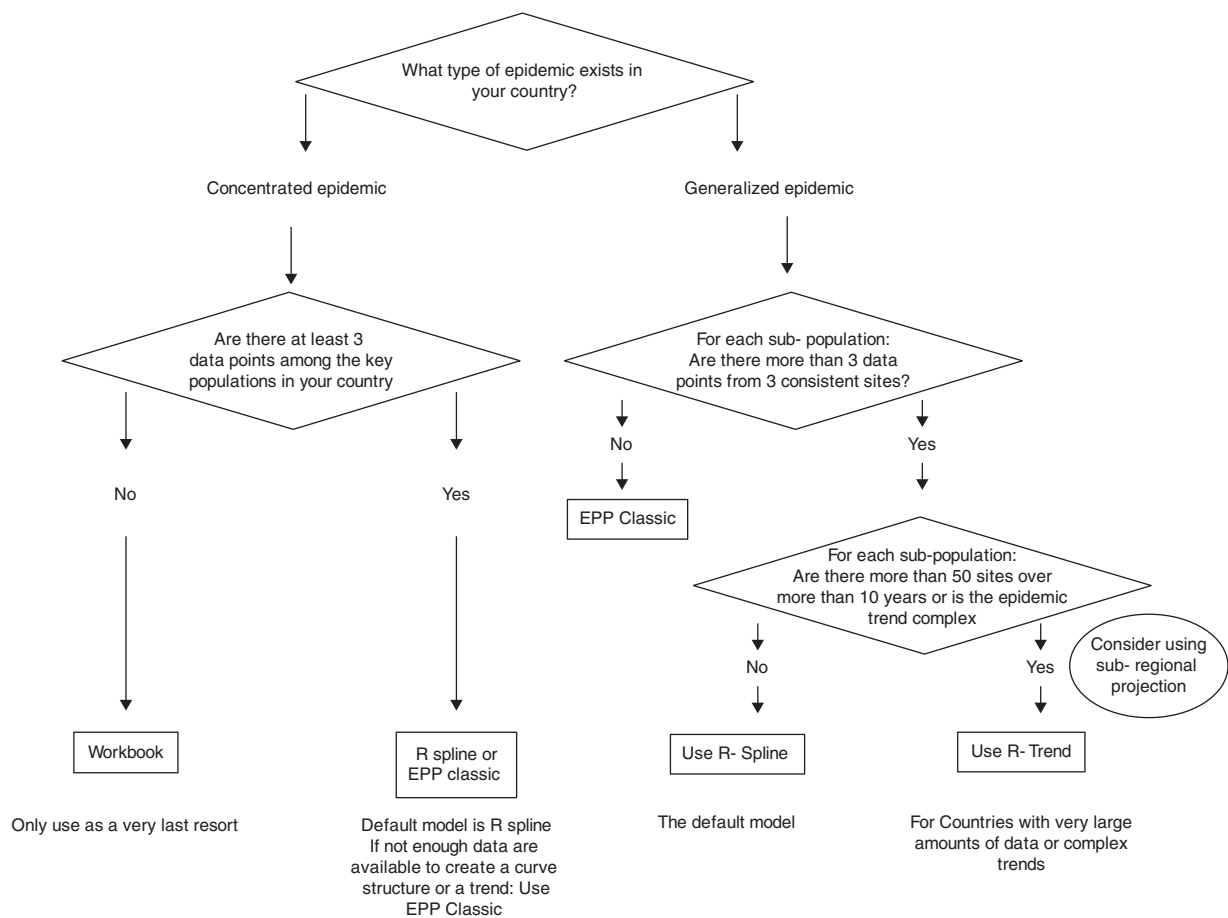 What type of epidemic exists in
your country?
Concentrated epidemic
Generalized epidemic
Are there at least 3
data points among the key
populations in your country
For each sub- population:
Are there more than 3 data
points from 3 consistent sites?
No
Yes
No
Yes
EPP Classic
For each sub-population:
Are there more than 50 sites over
more than 10 years or is the epidemic
trend complex
No
Yes
Consider using
sub- regional
projection
Workbook
R spline or
EPP classic
Use R- Spline
Use R- Trend
Only use as a very last resort
Default model is R spline
If not enough data are
available to create a curve
structure or a trend: Use
EPP Classic
The default model
For Countries with very large
amounts of data or complex
trends